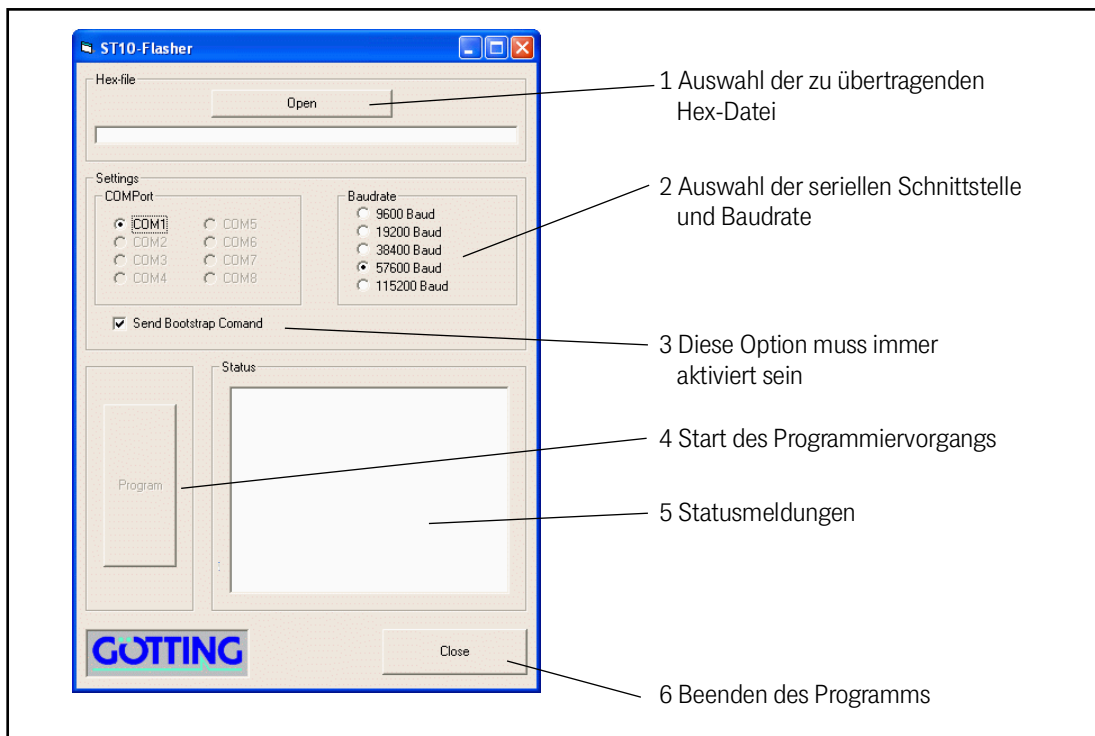 ST10-Flasher
Hex-file
Open
1 Auswahl der zu übertragenden
Hex-Datei
Settings
COMPort
COM1
COM2
COM3
COM4
COM5
COM6
COM7
COM8
Baudrate
9600 Baud
19200 Baud
38400 Baud
57600 Baud
115200 Baud
2 Auswahl der seriellen Schnittstelle
und Baudrate
Send Bootstrap Comand
3 Diese Option muss immer
aktiviert sein
Program
Status
4 Start des Programmiervorgangs
5 Statusmeldungen
GÖTTING
Close
6 Beenden des Programms